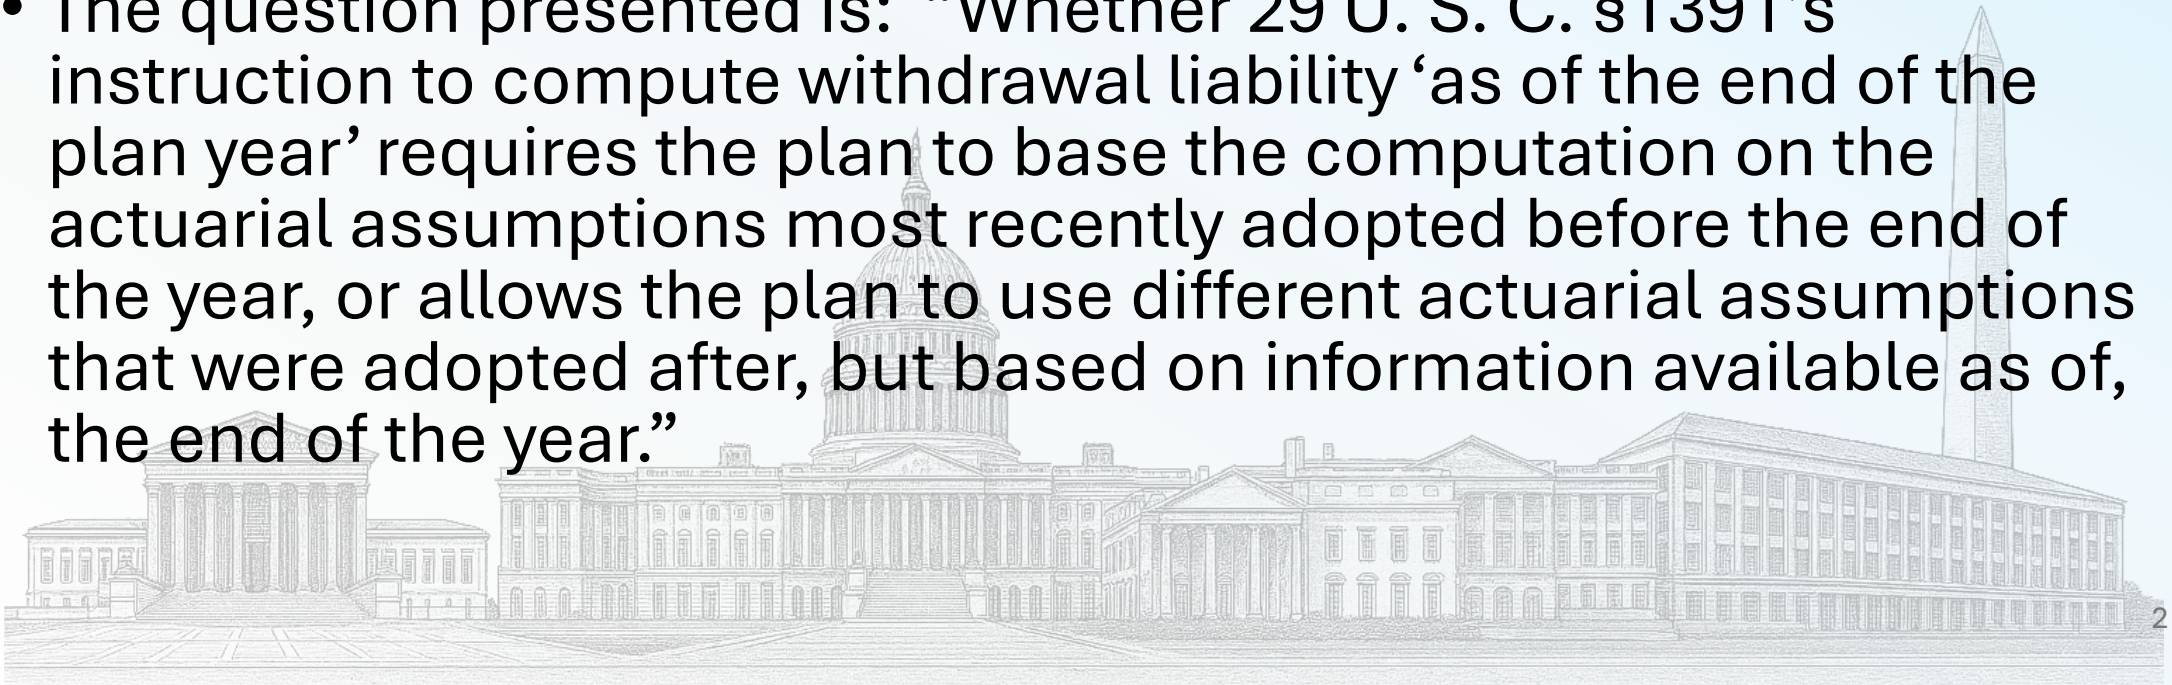 • The question presented is: “Whether 29 U. S. C. §1391’s
instruction to compute withdrawal liability ‘as of the end of the
plan year’ requires the plan to base the computation on the
actuarial assumptions most recently adopted before the end of
the year, or allows the plan to use different actuarial assumptions
that were adopted after, but based on information available as of,
the end of the year.”
2